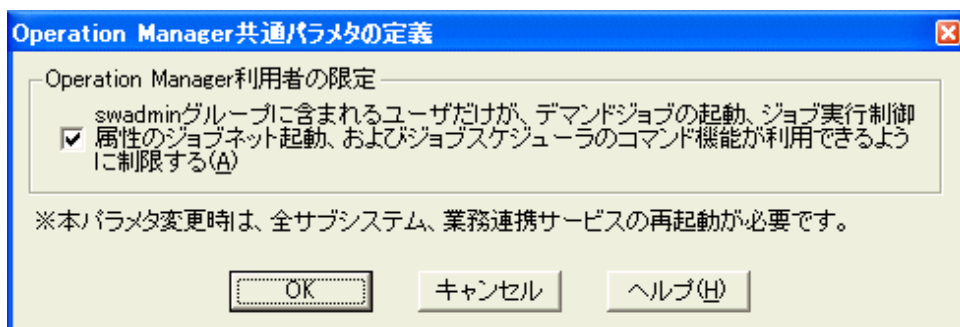 Operation Manager共通パラメタの定義
Operation Manager利用者の限定
swadminグループに含まれるユーザだけが、デマンドジョブの起動、ジョブ実行制御
属性のジョブネット起動、およびジョブスケジューラのコマンド機能が利用できるよう
に制限する(A)
※本パラメタ変更時は、全サブシステム、業務連携サービスの再起動が必要です。
OK キャンセル ヘルプ(H)